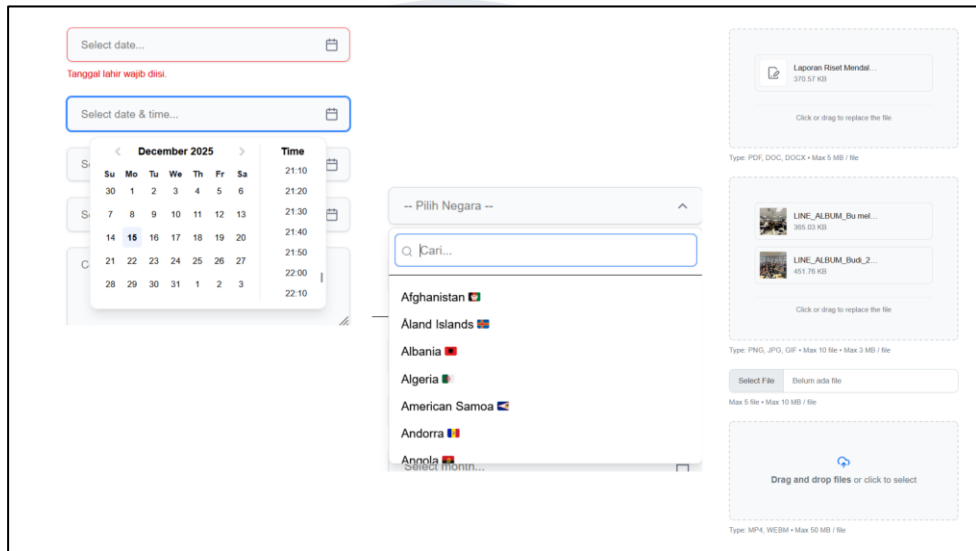 Select date...
Tanggal lahir wajib diisi.
Select date & time...
December 2025
Su Mo Tu We Th Fr Sa
30 1 2 3 4 5 6
7 8 9 10 11 12 13
14 15 16 17 18 19 20
21 22 23 24 25 26 27
28 29 30 31 1 2 3
Time
21:10
21:20
21:30
21:40
21:50
22:00
22:10
-- Pilih Negara --
Cari...
Afghanistan 🇦🇫
Åland Islands 🇦🇽
Albania 🇦🇱
Algeria 🇩🇿
American Samoa 🇦🇸
Andorra 🇦🇩
Angola 🇦🇴
Select month...
Laporan Riset Mendal...
370.57 KB
Click or drag to replace the file
Type: PDF, DOC, DOCX • Max 5 MB / file
LINE_ALBUM_Bu mel...
365.03 KB
LINE_ALBUM_Budi_2...
451.76 KB
Click or drag to replace the file
Type: PNG, JPG, GIF • Max 10 file • Max 3 MB / file
Select File
Belum ada file
Max 5 file • Max 10 MB / file
Drag and drop files or click to select
Type: MP4, WEBM • Max 50 MB / file